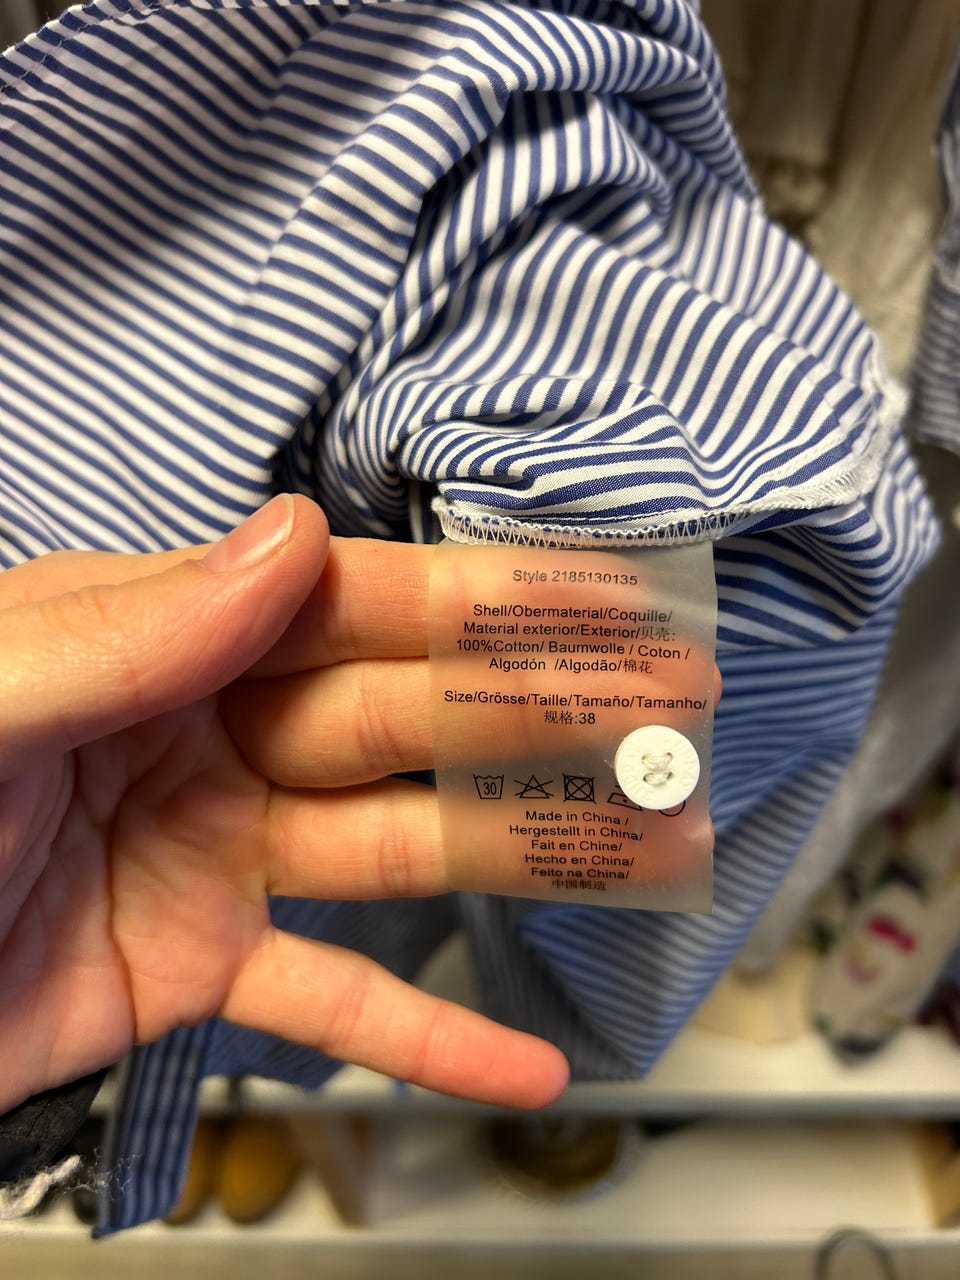 Style 2185130135
Shell/Obermaterial/Coquille/
Material exterior/Exterior/贝壳:
100%Cotton/ Baumwolle / Coton /
Algodón /Algodão/棉花
Size/Grösse/Taille/Tamaño/Tamanho/
规格:38
30
Made in China /
Hergestellt in China/
Fait en Chine/
Hecho en China/
Feito na China/
中国制造